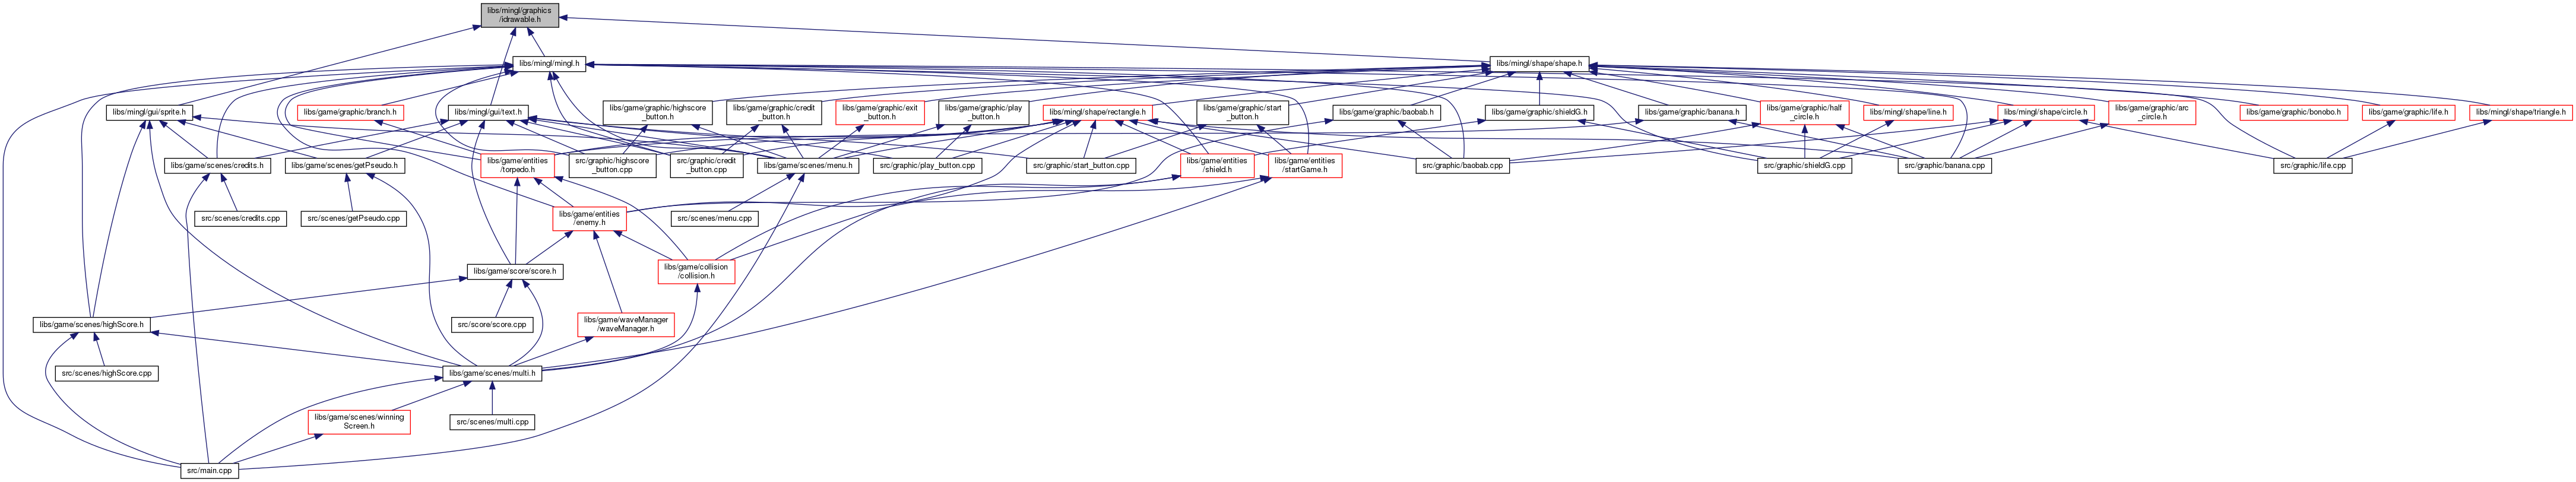 libs/mingl/graphics
/idrawable.h
libs/mingl/mingl.h
libs/mingl/shape/shape.h
libs/mingl/gui/sprite.h
libs/game/graphic/branch.h
libs/mingl/gui/text.h
libs/game/graphic/highscore
_button.h
libs/game/graphic/credit
_button.h
libs/game/graphic/exit
_button.h
libs/game/graphic/play
_button.h
libs/mingl/shape/rectangle.h
libs/game/graphic/start
_button.h
libs/game/graphic/baobab.h
libs/game/graphic/shieldG.h
libs/game/graphic/banana.h
libs/game/graphic/half
_circle.h
libs/mingl/shape/line.h
libs/mingl/shape/circle.h
libs/game/graphic/arc
_circle.h
libs/game/graphic/bonobo.h
libs/game/graphic/life.h
libs/mingl/shape/triangle.h
libs/game/scenes/credits.h
libs/game/scenes/getPseudo.h
libs/game/entities
/torpedo.h
src/graphic/highscore
_button.cpp
src/graphic/credit
_button.cpp
libs/game/scenes/menu.h
src/graphic/play_button.cpp
src/graphic/start_button.cpp
libs/game/entities
/shield.h
libs/game/entities
/startGame.h
src/graphic/baobab.cpp
src/graphic/shieldG.cpp
src/graphic/banana.cpp
src/graphic/life.cpp
src/scenes/credits.cpp
src/scenes/getPseudo.cpp
libs/game/entities
/enemy.h
src/scenes/menu.cpp
libs/game/score/score.h
libs/game/collision
/collision.h
libs/game/scenes/highScore.h
src/score/score.cpp
libs/game/waveManager
/waveManager.h
src/scenes/highScore.cpp
libs/game/scenes/multi.h
libs/game/scenes/winning
Screen.h
src/scenes/multi.cpp
src/main.cpp